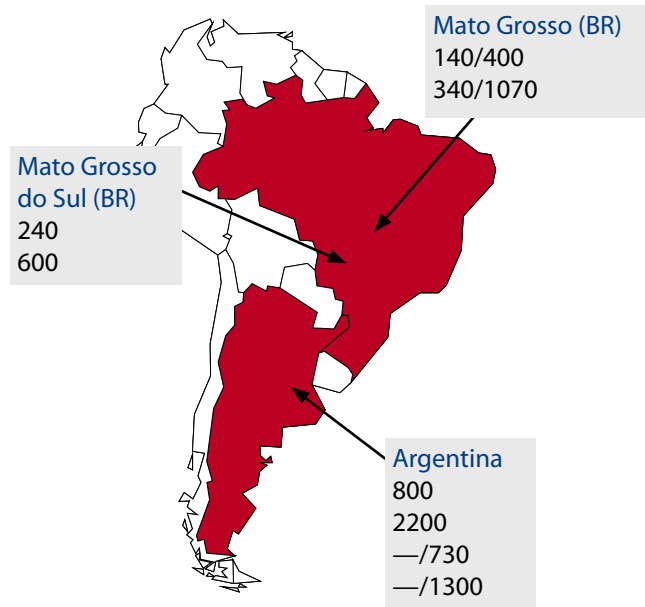 Mato Grosso (BR)
140/400
340/1070
Mato Grosso
do Sul (BR)
240
600
Argentina
800
2200
—/730
—/1300